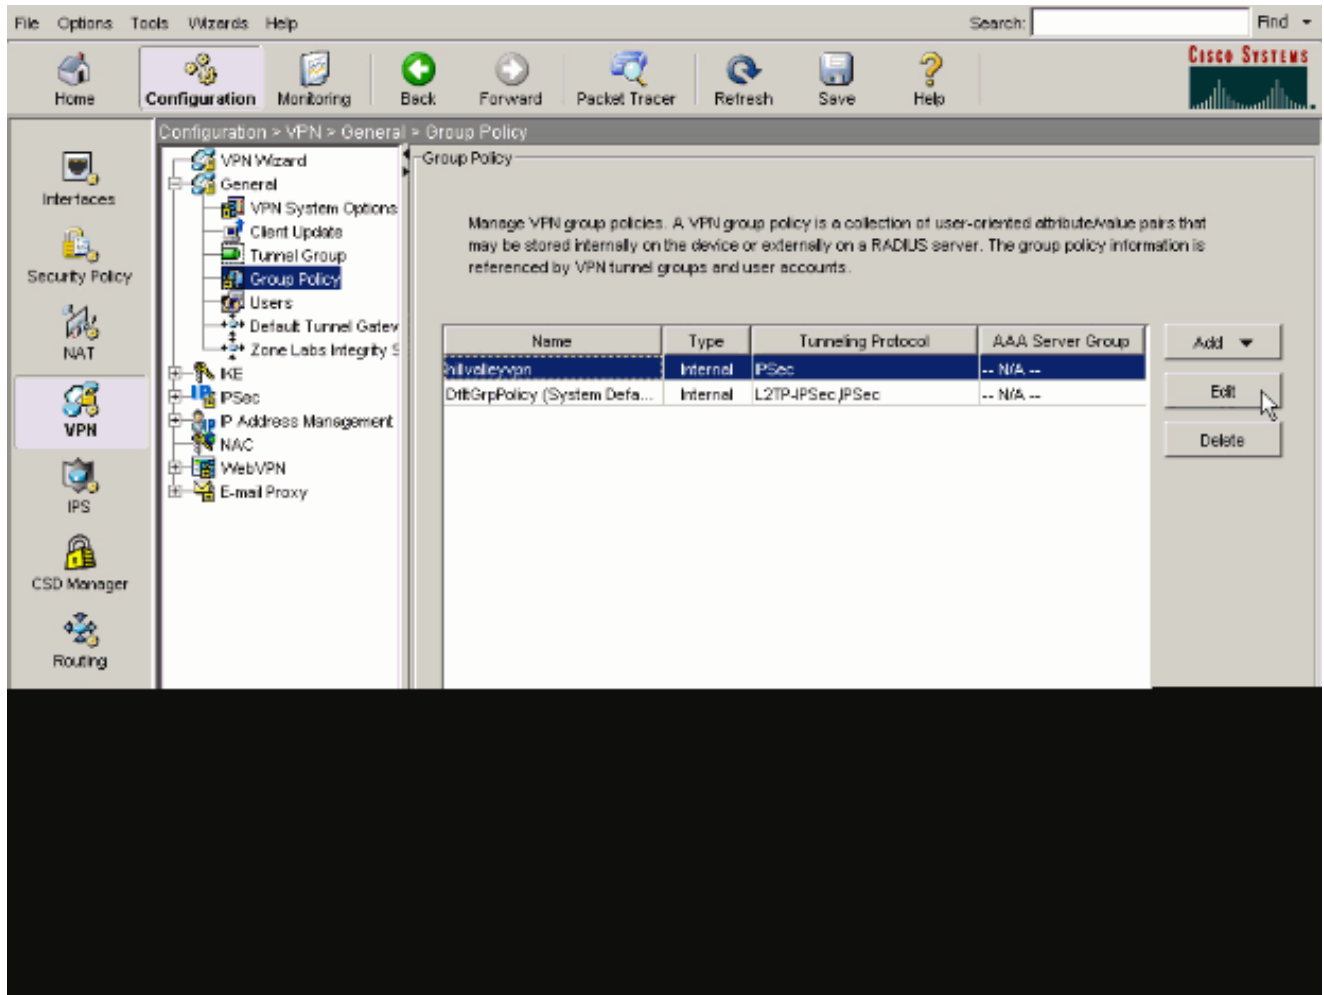 File Options Tools Wizards Help Search: Find
CISCO SYSTEMS
Home Configuration Monitoring Back Forward Packet Tracer Refresh Save Help
Configuration > VPN > General > Group Policy
Interfaces
Security Policy
NAT
VPN
IPS
CSD Manager
Routing
VPN Wizard
General
VPN System Options
Client Update
Tunnel Group
Group Policy
Users
Default Tunnel Gatew
Zone Labs Integrity S
IKE
IPSec
IP Address Management
NAC
WebVPN
E-mail Proxy
Group Policy
Manage VPN group policies. A VPN group policy is a collection of user-oriented attribute/value pairs that
may be stored internally on the device or externally on a RADIUS server. The group policy information is
referenced by VPN tunnel groups and user accounts.
Name Type Tunneling Protocol AAA Server Group
hillvalleyvpn Internal IPSec -- N/A --
DfltGrpPolicy (System Defa... Internal L2TP-IPSec,IPSec -- N/A --
Add
Edit
Delete